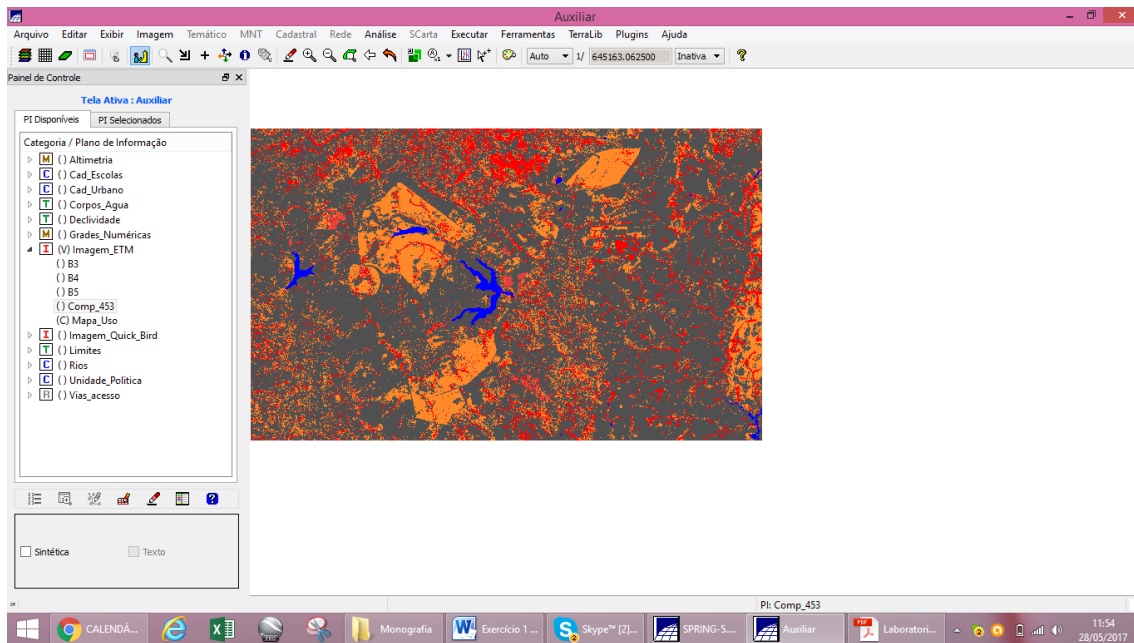 Auxiliar
Arquivo Editar Exibir Imagem Temático MNT Cadastral Rede Análise SCarta Executar Ferramentas TerraLib Plugins Ajuda
Auto 1/ 645163.062500 Inativa
Painel de Controle
Tela Ativa : Auxiliar
PI Disponíveis PI Selecionados
Categoria / Plano de Informação
M () Altimetria
C () Cad_Escolas
C () Cad_Urbano
T () Corpos_Agua
T () Declividade
M () Grades_Numéricas
I (V) Imagem_ETM
() B3
() B4
() B5
() Comp_453
(C) Mapa_Uso
I () Imagem_Quick_Bird
T () Limites
C () Rios
C () Unidade_Politica
R () Vias_acesso
Sintética Texto
PI: Comp_453
CALENDÁ... Monografia Exercício 1 ... Skype™ [2]... SPRING-5.... Auxiliar Laboratori...
11:54
28/05/2017